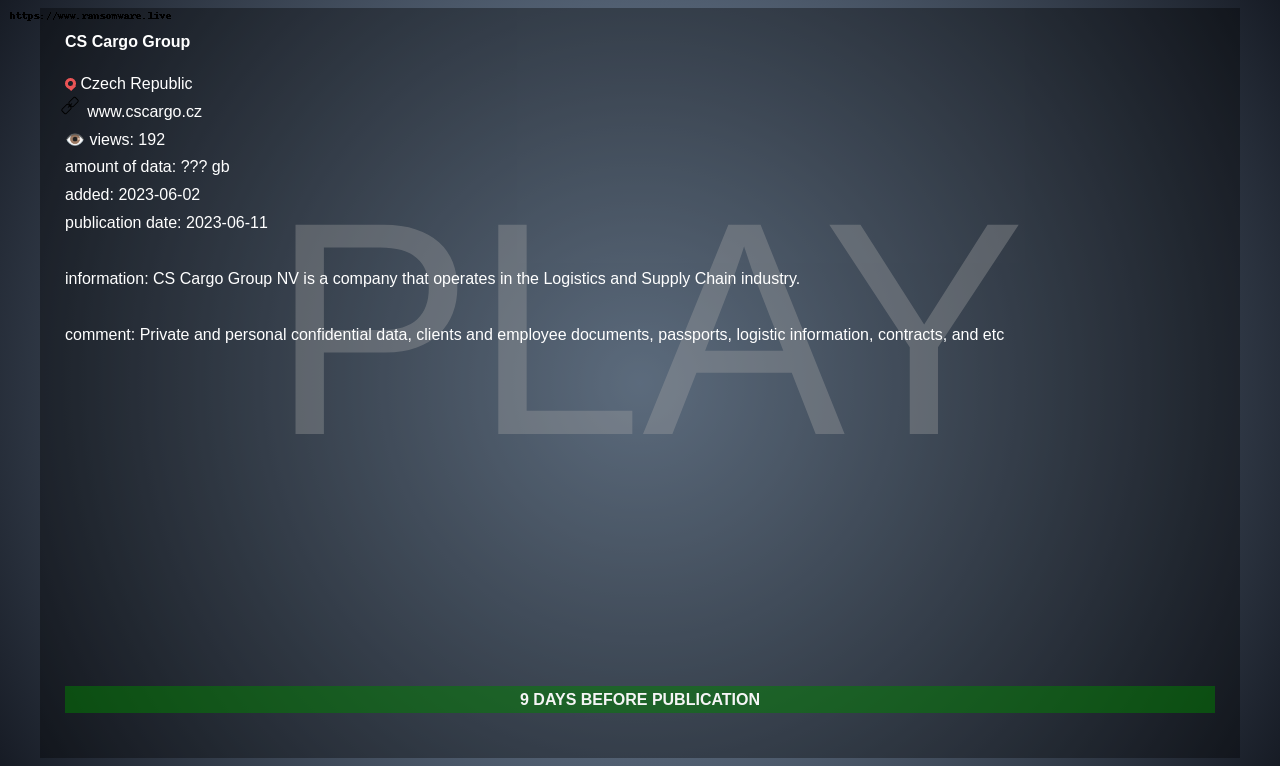 https://www.ransomware.live
CS Cargo Group
Czech Republic
www.cscargo.cz
views: 192
amount of data: ??? gb
added: 2023-06-02
publication date: 2023-06-11
information: CS Cargo Group NV is a company that operates in the Logistics and Supply Chain industry.
comment: Private and personal confidential data, clients and employee documents, passports, logistic information, contracts, and etc
PLAY
9 DAYS BEFORE PUBLICATION